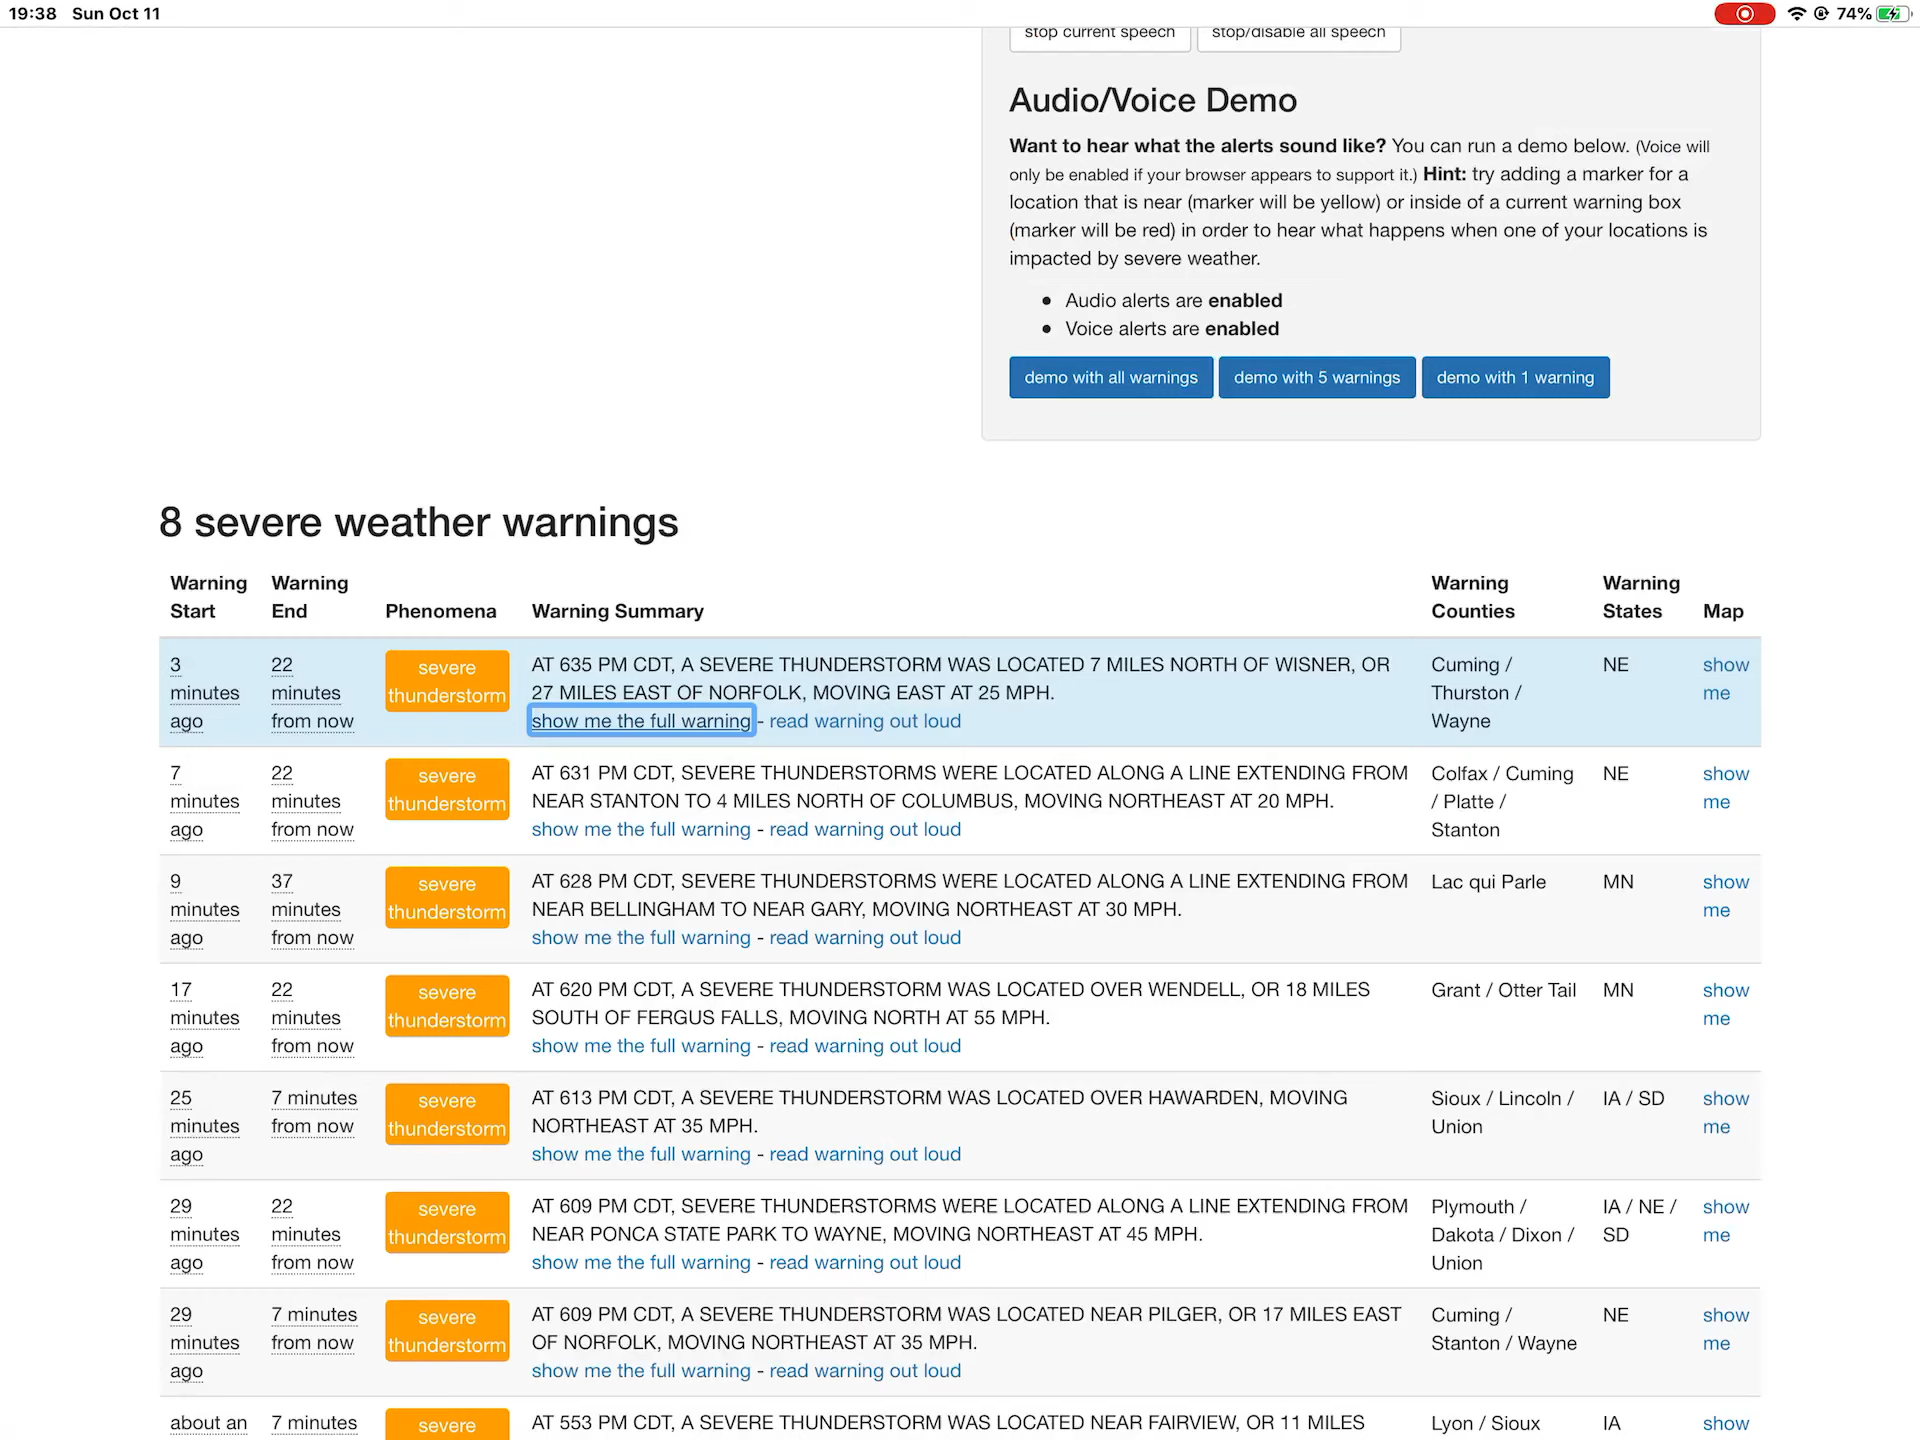 19:38 Sun Oct 11 74%
stop current speech stop/disable all speech
Audio/Voice Demo
Want to hear what the alerts sound like? You can run a demo below. (Voice will
only be enabled if your browser appears to support it.) Hint: try adding a marker for a
location that is near (marker will be yellow) or inside of a current warning box
(marker will be red) in order to hear what happens when one of your locations is
impacted by severe weather.
Audio alerts are enabled
Voice alerts are enabled
demo with all warnings demo with 5 warnings demo with 1 warning
8 severe weather warnings
Warning Start Warning End Phenomena Warning Summary Warning Counties Warning States Map
3 22 severe AT 635 PM CDT, A SEVERE THUNDERSTORM WAS LOCATED 7 MILES NORTH OF WISNER, OR Cuming / NE show
minutes minutes thunderstorm 27 MILES EAST OF NORFOLK, MOVING EAST AT 25 MPH. Thurston / me
ago from now show me the full warning - read warning out loud Wayne
7 22 severe AT 631 PM CDT, SEVERE THUNDERSTORMS WERE LOCATED ALONG A LINE EXTENDING FROM Colfax / Cuming NE show
minutes minutes thunderstorm NEAR STANTON TO 4 MILES NORTH OF COLUMBUS, MOVING NORTHEAST AT 20 MPH. / Platte / me
ago from now show me the full warning - read warning out loud Stanton
9 37 severe AT 628 PM CDT, SEVERE THUNDERSTORMS WERE LOCATED ALONG A LINE EXTENDING FROM Lac qui Parle MN show
minutes minutes thunderstorm NEAR BELLINGHAM TO NEAR GARY, MOVING NORTHEAST AT 30 MPH. me
ago from now show me the full warning - read warning out loud
17 22 severe AT 620 PM CDT, A SEVERE THUNDERSTORM WAS LOCATED OVER WENDELL, OR 18 MILES Grant / Otter Tail MN show
minutes minutes thunderstorm SOUTH OF FERGUS FALLS, MOVING NORTH AT 55 MPH. me
ago from now show me the full warning - read warning out loud
25 7 minutes severe AT 613 PM CDT, A SEVERE THUNDERSTORM WAS LOCATED OVER HAWARDEN, MOVING Sioux / Lincoln / IA / SD show
minutes from now thunderstorm NORTHEAST AT 35 MPH. Union me
ago show me the full warning - read warning out loud
29 22 severe AT 609 PM CDT, SEVERE THUNDERSTORMS WERE LOCATED ALONG A LINE EXTENDING FROM Plymouth / IA / NE / show
minutes minutes thunderstorm NEAR PONCA STATE PARK TO WAYNE, MOVING NORTHEAST AT 45 MPH. Dakota / Dixon / SD me
ago from now show me the full warning - read warning out loud Union
29 7 minutes severe AT 609 PM CDT, A SEVERE THUNDERSTORM WAS LOCATED NEAR PILGER, OR 17 MILES EAST Cuming / NE show
minutes from now thunderstorm OF NORFOLK, MOVING NORTHEAST AT 35 MPH. Stanton / Wayne me
ago show me the full warning - read warning out loud
about an 7 minutes severe AT 553 PM CDT, A SEVERE THUNDERSTORM WAS LOCATED NEAR FAIRVIEW, OR 11 MILES Lyon / Sioux IA show